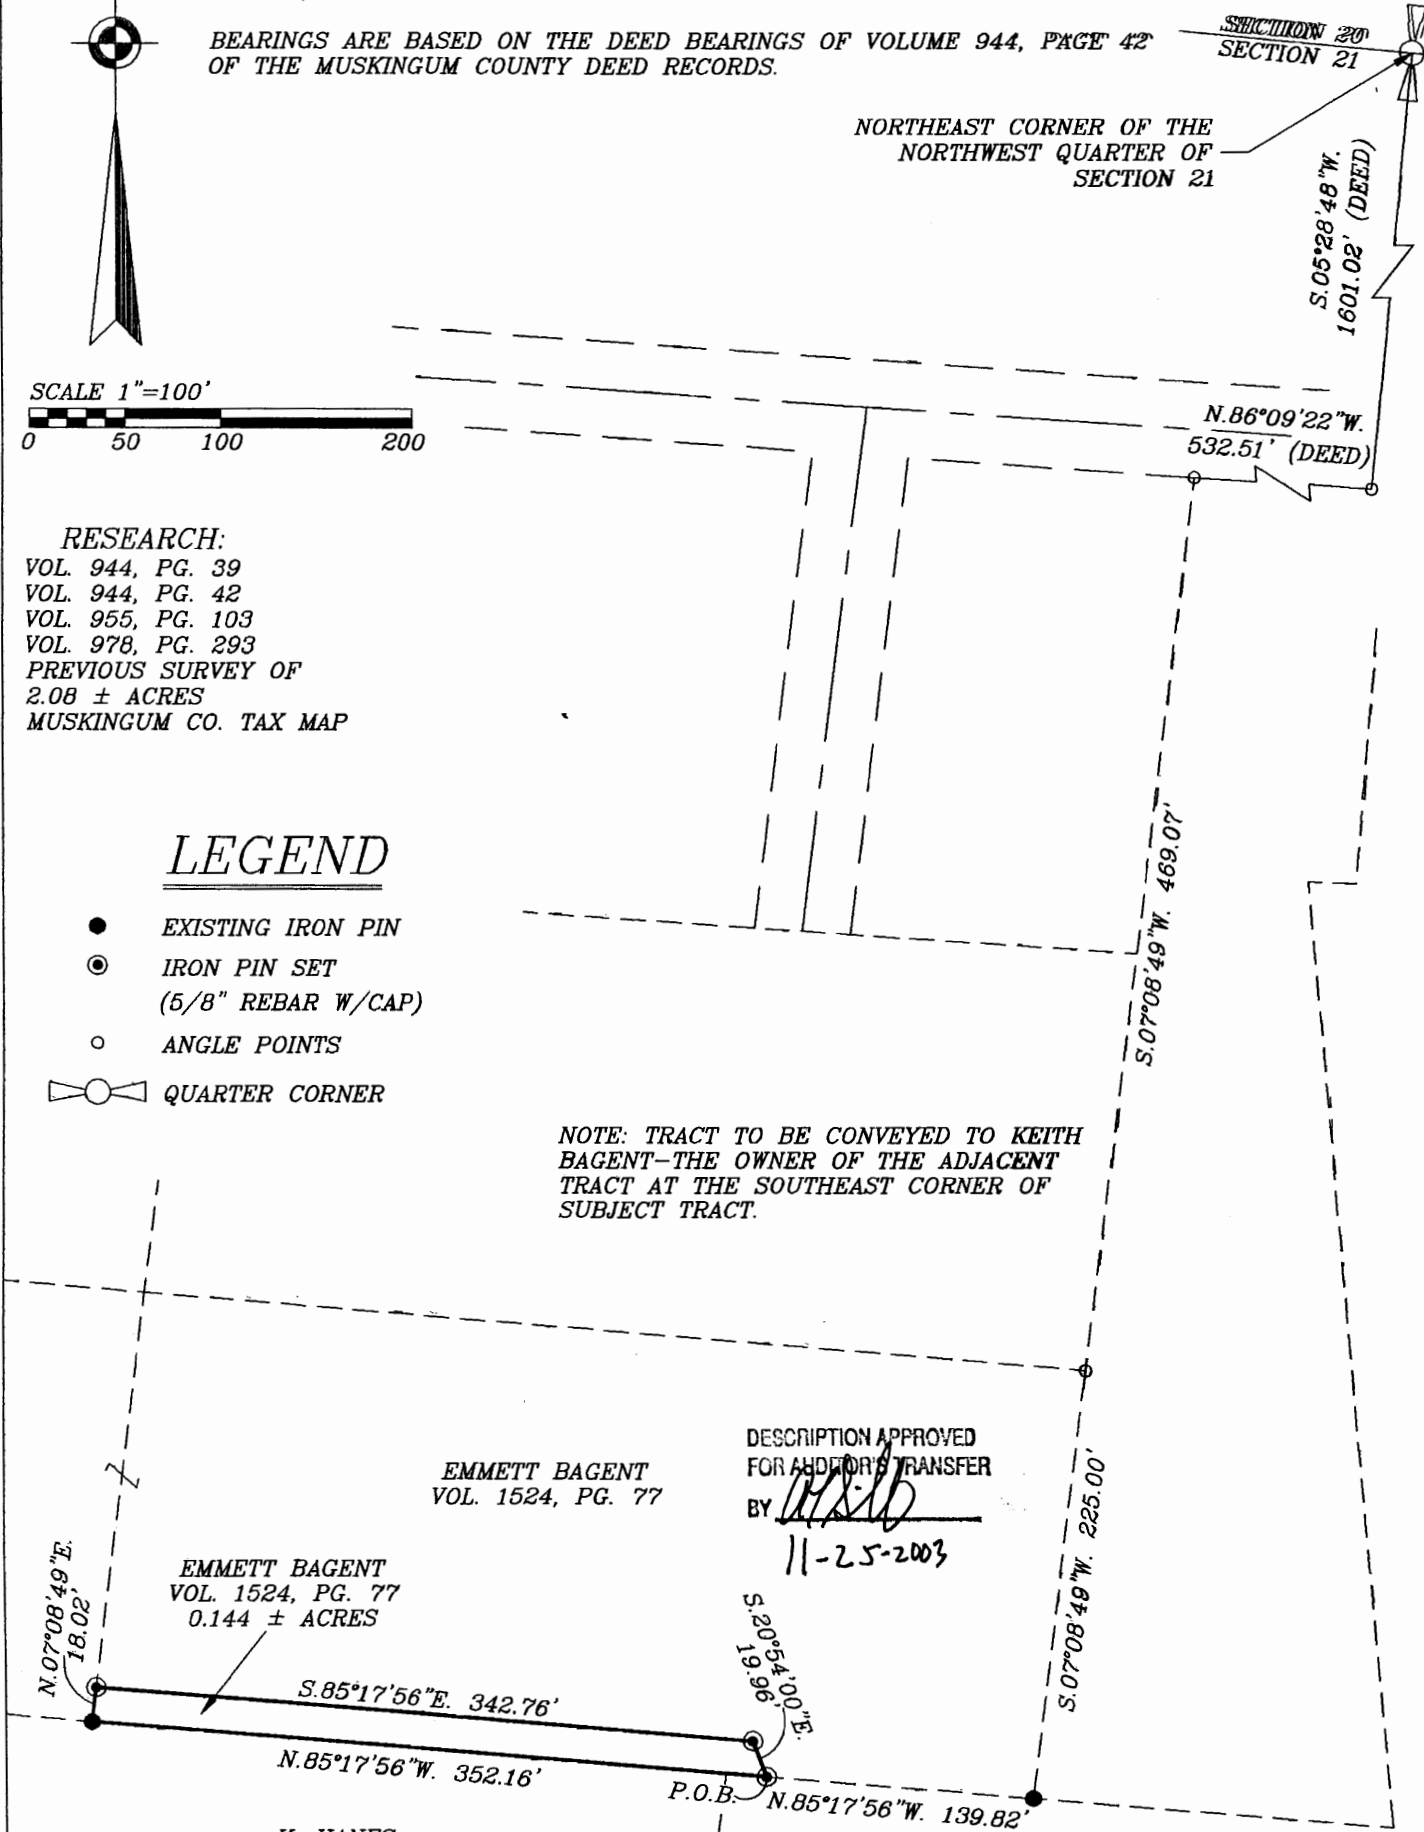 BEARINGS ARE BASED ON THE DEED BEARINGS OF VOLUME 944, PAGE 42
OF THE MUSKINGUM COUNTY DEED RECORDS.
SECTION 20
SECTION 21
NORTHEAST CORNER OF THE
NORTHWEST QUARTER OF
SECTION 21
S.05°28'48"W.
1601.02' (DEED)
SCALE 1"=100'
0 50 100 200
N.86°09'22"W.
532.51' (DEED)
RESEARCH:
VOL. 944, PG. 39
VOL. 944, PG. 42
VOL. 955, PG. 103
VOL. 978, PG. 293
PREVIOUS SURVEY OF
2.08 ± ACRES
MUSKINGUM CO. TAX MAP
S.07°08'49"W. 469.07'
LEGEND
EXISTING IRON PIN
IRON PIN SET
(5/8" REBAR W/CAP)
ANGLE POINTS
QUARTER CORNER
NOTE: TRACT TO BE CONVEYED TO KEITH
BAGENT-THE OWNER OF THE ADJACENT
TRACT AT THE SOUTHEAST CORNER OF
SUBJECT TRACT.
DESCRIPTION APPROVED
FOR AUDITOR'S TRANSFER
BY
11-25-2003
EMMETT BAGENT
VOL. 1524, PG. 77
S.07°08'49"W. 225.00'
EMMETT BAGENT
VOL. 1524, PG. 77
0.144 ± ACRES
N.07°08'49"E.
18.02'
S.20°54'00"E.
19.96'
S.85°17'56"E. 342.76'
N.85°17'56"W. 352.16'
P.O.B.
N.85°17'56"W. 139.82'